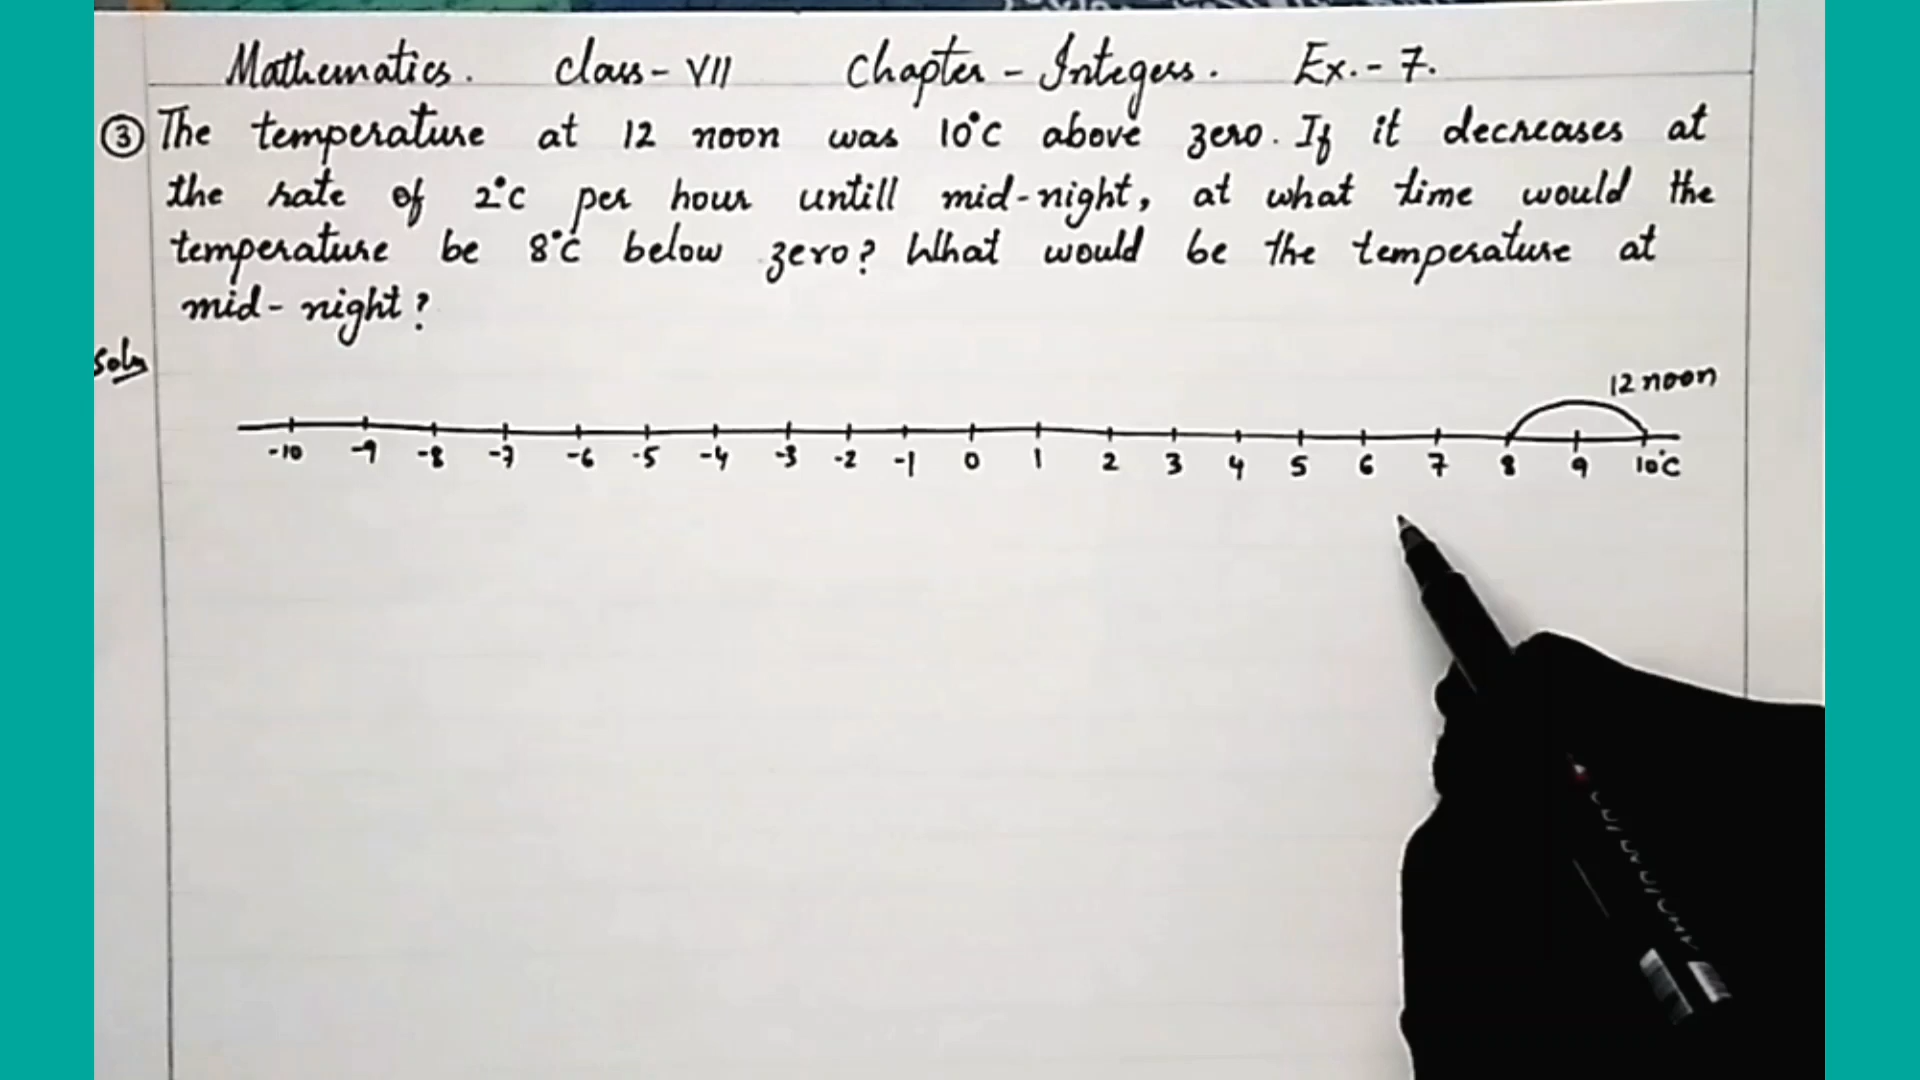 Mathematics. Class-VII Chapter - Integers. Ex.- 7.
③ The temperature at 12 noon was 10°C above zero. If it decreases at
the rate of 2°C per hour untill mid-night, at what time would the
temperature be 8°C below zero? What would be the temperature at
mid-night?
Soln
12 noon
-10 -9 -8 -7 -6 -5 -4 -3 -2 -1 0 1 2 3 4 5 6 7 8 9 10°C